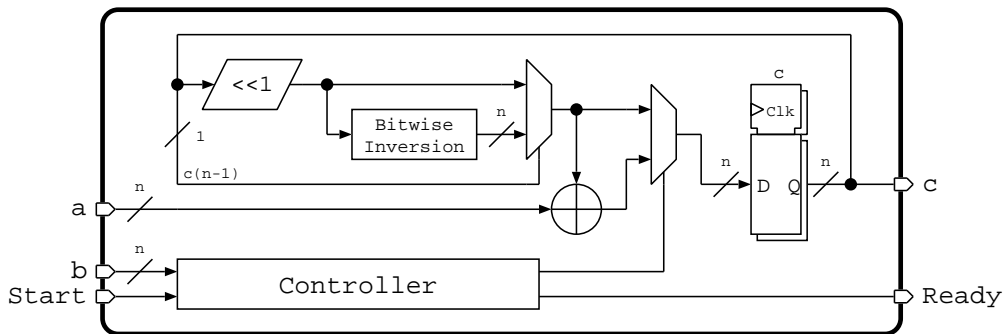 c
<<1
Clk
n
Bitwise
Inversion
1
c(n-1)
n
n
D
Q
c
n
a
n
b
Controller
Start
Ready